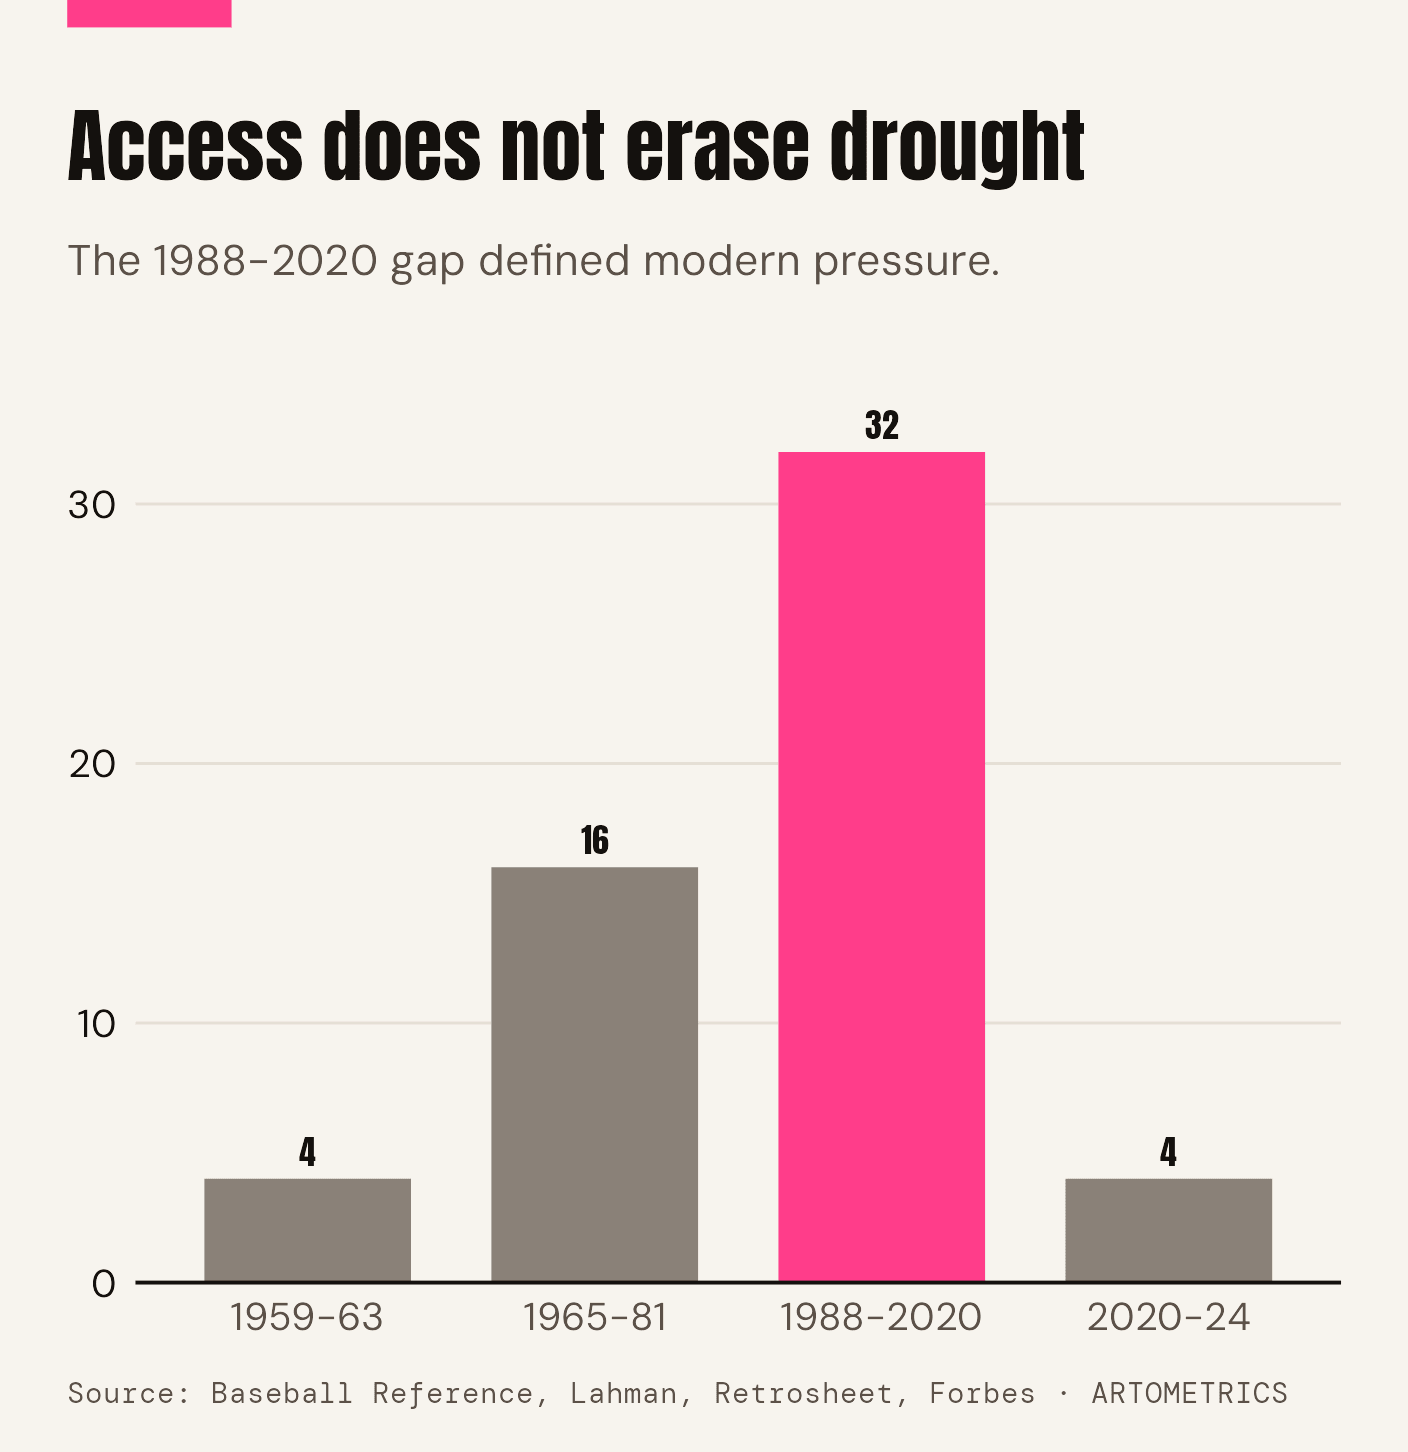 Access does not erase drought
The 1988–2020 gap defined modern pressure.
32
30
20
16
10
4
4
0
1959–63 1965–81 1988–2020 2020–24
Source: Baseball Reference, Lahman, Retrosheet, Forbes · ARTOMETRICS